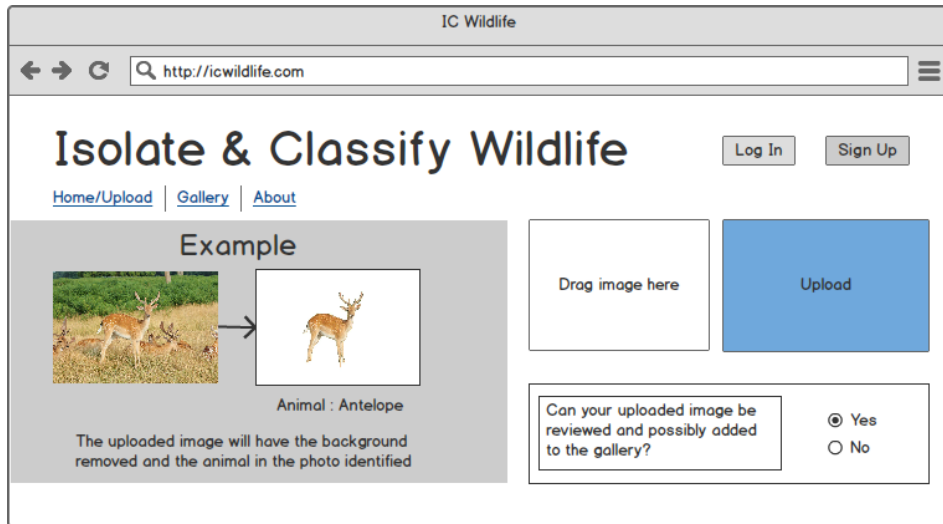 IC Wildlife
http://icwildlife.com
Isolate & Classify Wildlife
Log In
Sign Up
Home/Upload
Gallery
About
Example
Animal : Antelope
The uploaded image will have the background
removed and the animal in the photo identified
Drag image here
Upload
Can your uploaded image be
reviewed and possibly added
to the gallery?
Yes
No